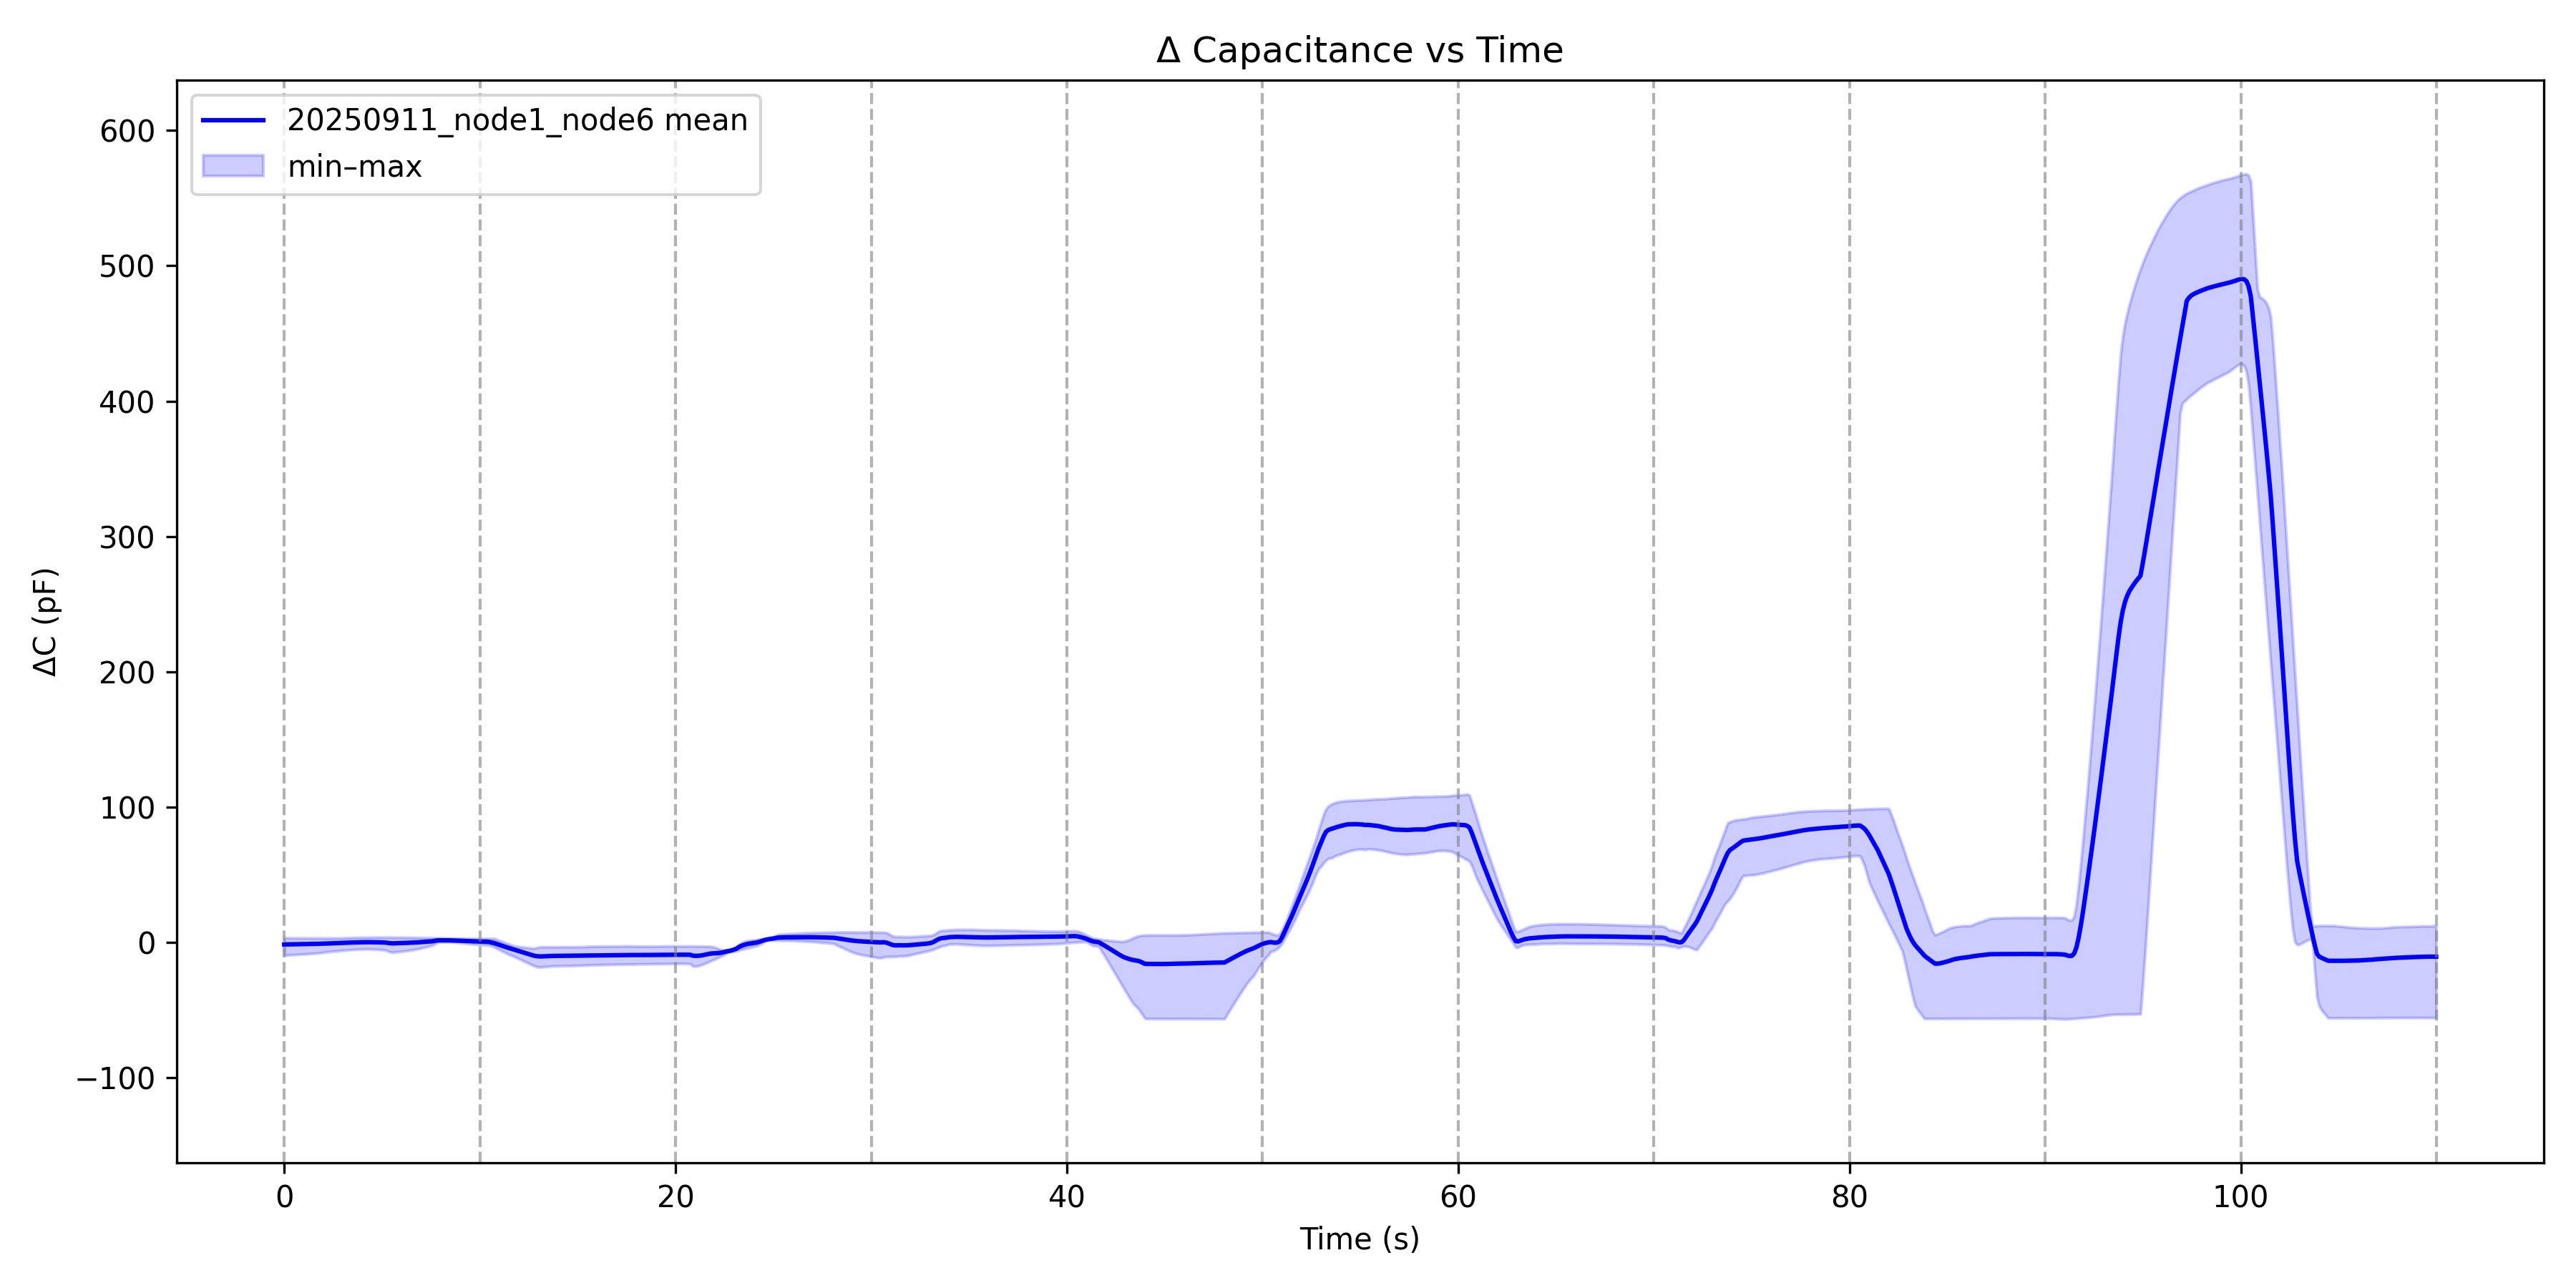 Δ Capacitance vs Time
20250911_node1_node6 mean
min–max
600
500
400
300
200
100
0
−100
ΔC (pF)
0 20 40 60 80 100
Time (s)